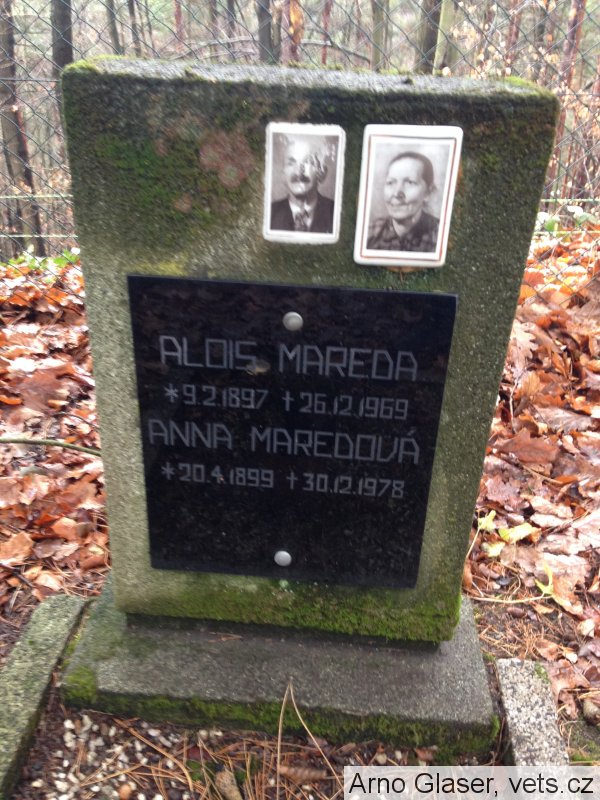 ALOIS MAREDA
*9.2.1897 †26.12.1969
ANNA MAREDOVÁ
*20.4.1899 †30.12.1978
Arno Glaser, vets.cz